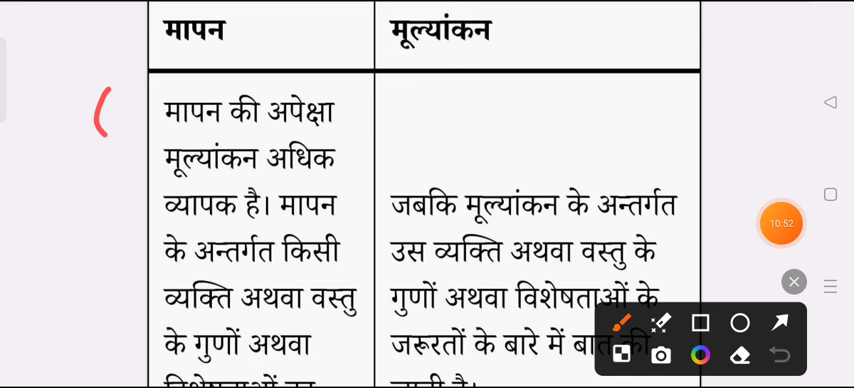 मापन
मूल्यांकन
मापन की अपेक्षा
मूल्यांकन अधिक
व्यापक है। मापन
के अन्तर्गत किसी
व्यक्ति अथवा वस्तु
के गुणों अथवा
जबकि मूल्यांकन के अन्तर्गत
उस व्यक्ति अथवा वस्तु के
गुणों अथवा विशेषताओं के
जरूरतों के बारे में बात की
10:52